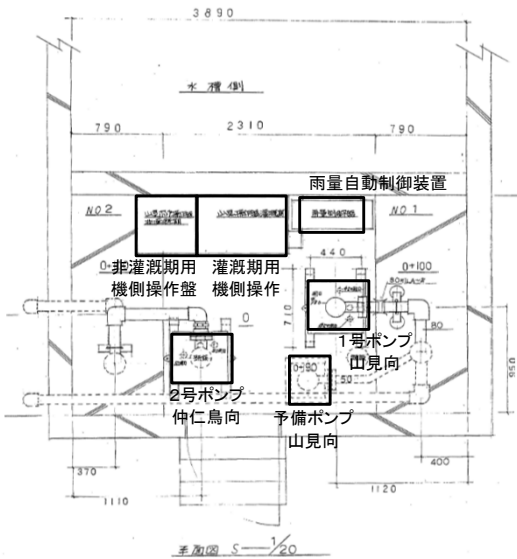 3890
水槽側
790
2310
790
雨量自動制御装置
NO2
NO1
非灌漑期用
機側操作盤
灌漑期用
機側操作
440
0+100
710
80
1号ポンプ
山見向
0
50
950
2号ポンプ
仲仁鳥向
予備ポンプ
山見向
370
400
1110
1120
平面図 S 1/20